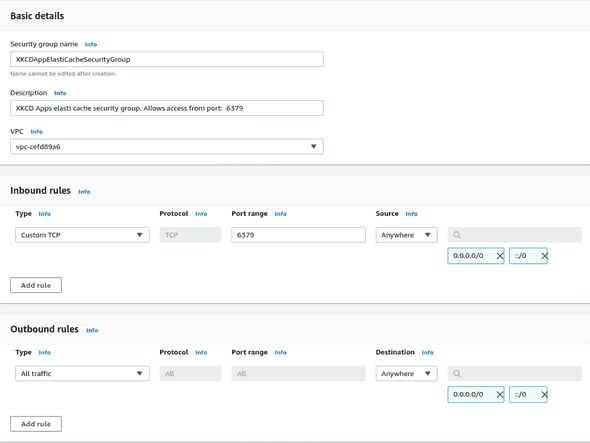 Basic details
Security group name Info
XKCDAppElastiCacheSecurityGroup
Name cannot be edited after creation.
Description Info
XKCD Apps elasti cache security group. Allows access from port: 6379
VPC Info
vpc-cefd89a6
Inbound rules Info
Type Info Protocol Info Port range Info Source Info
Custom TCP TCP 6379 Anywhere
0.0.0.0/0 ::/0
Add rule
Outbound rules Info
Type Info Protocol Info Port range Info Destination Info
All traffic All All Anywhere
0.0.0.0/0 ::/0
Add rule